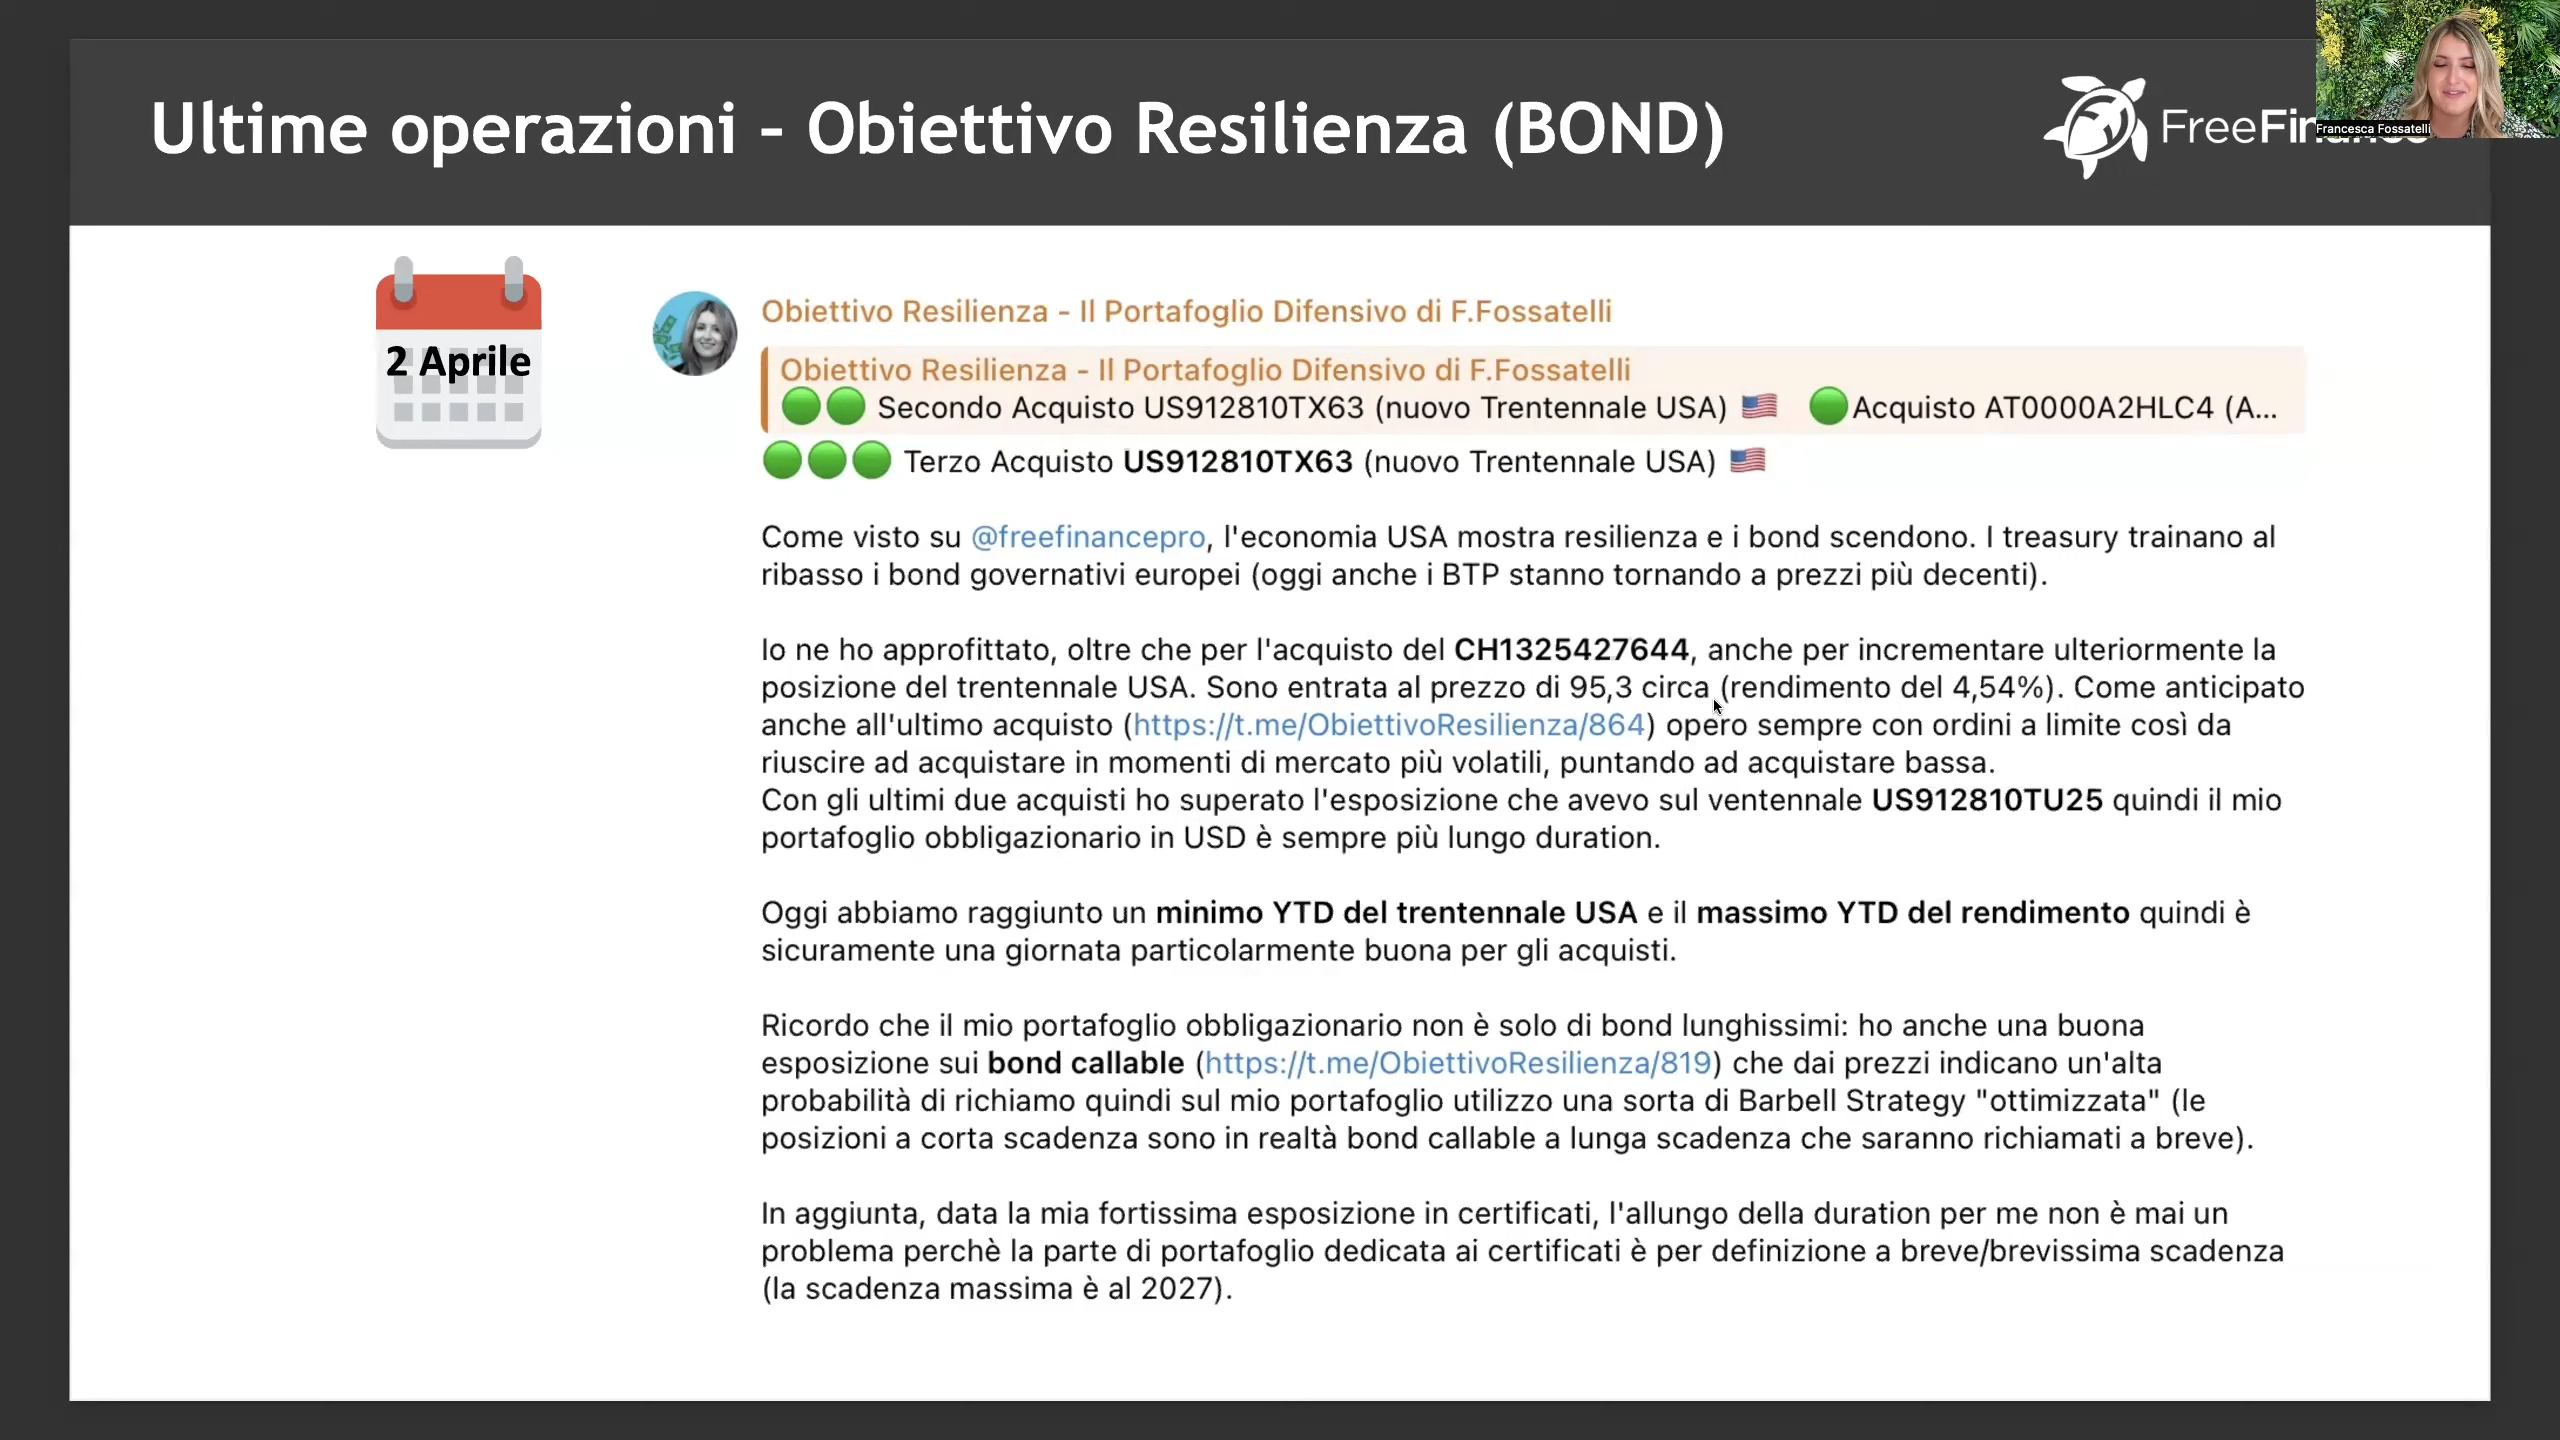 Ultime operazioni - Obiettivo Resilienza (BOND)
FreeFinance
Francesca Fossatelli
2 Aprile
Obiettivo Resilienza - Il Portafoglio Difensivo di F.Fossatelli
Obiettivo Resilienza - Il Portafoglio Difensivo di F.Fossatelli
Secondo Acquisto US912810TX63 (nuovo Trentennale USA) 🇺🇸 Acquisto AT0000A2HLC4 (A...
Terzo Acquisto US912810TX63 (nuovo Trentennale USA) 🇺🇸
Come visto su @freefinancepro, l'economia USA mostra resilienza e i bond scendono. I treasury trainano al
ribasso i bond governativi europei (oggi anche i BTP stanno tornando a prezzi più decenti).
Io ne ho approfittato, oltre che per l'acquisto del CH1325427644, anche per incrementare ulteriormente la
posizione del trentennale USA. Sono entrata al prezzo di 95,3 circa (rendimento del 4,54%). Come anticipato
anche all'ultimo acquisto (https://t.me/ObiettivoResilienza/864) opero sempre con ordini a limite così da
riuscire ad acquistare in momenti di mercato più volatili, puntando ad acquistare bassa.
Con gli ultimi due acquisti ho superato l'esposizione che avevo sul ventennale US912810TU25 quindi il mio
portafoglio obbligazionario in USD è sempre più lungo duration.
Oggi abbiamo raggiunto un minimo YTD del trentennale USA e il massimo YTD del rendimento quindi è
sicuramente una giornata particolarmente buona per gli acquisti.
Ricordo che il mio portafoglio obbligazionario non è solo di bond lunghissimi: ho anche una buona
esposizione sui bond callable (https://t.me/ObiettivoResilienza/819) che dai prezzi indicano un'alta
probabilità di richiamo quindi sul mio portafoglio utilizzo una sorta di Barbell Strategy "ottimizzata" (le
posizioni a corta scadenza sono in realtà bond callable a lunga scadenza che saranno richiamati a breve).
In aggiunta, data la mia fortissima esposizione in certificati, l'allungo della duration per me non è mai un
problema perchè la parte di portafoglio dedicata ai certificati è per definizione a breve/brevissima scadenza
(la scadenza massima è al 2027).